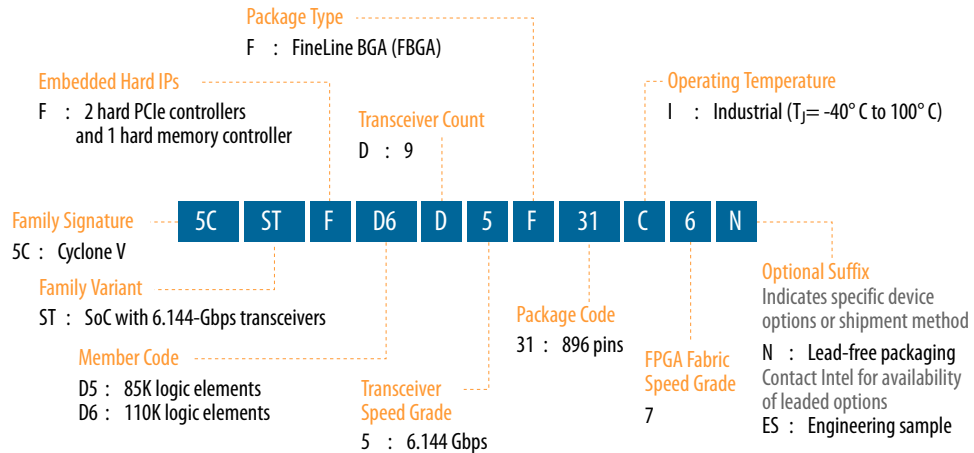 Package Type
F : FineLine BGA (FBGA)
Embedded Hard IPs
F : 2 hard PCIe controllers
and 1 hard memory controller
Transceiver Count
D : 9
Operating Temperature
I : Industrial (TJ= -40° C to 100° C)
5C ST F D6 D 5 F 31 C 6 N
Family Signature
5C : Cyclone V
Family Variant
ST : SoC with 6.144-Gbps transceivers
Member Code
D5 : 85K logic elements
D6 : 110K logic elements
Transceiver
Speed Grade
5 : 6.144 Gbps
Package Code
31 : 896 pins
FPGA Fabric
Speed Grade
7
Optional Suffix
Indicates specific device
options or shipment method
N : Lead-free packaging
Contact Intel for availability
of leaded options
ES : Engineering sample